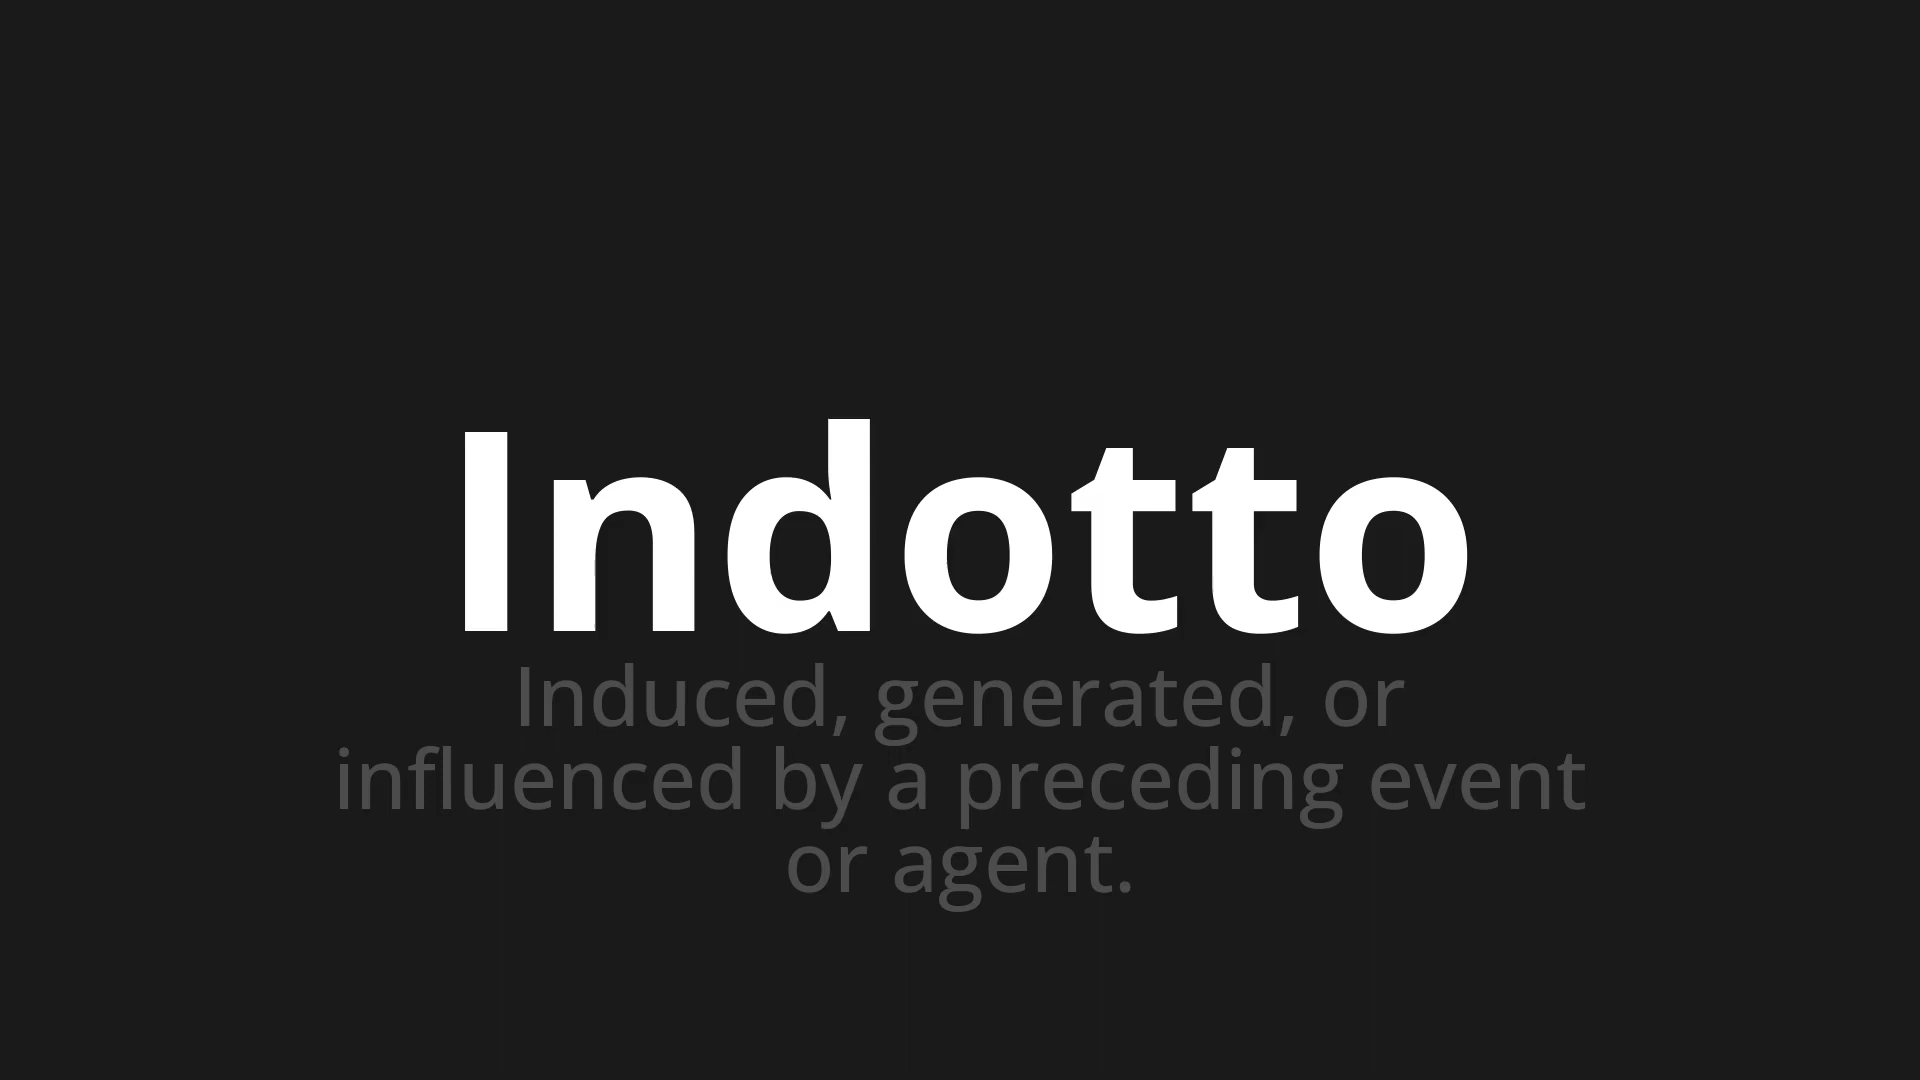 Indotto
Induced, generated, or
influenced by a preceding event
or agent.